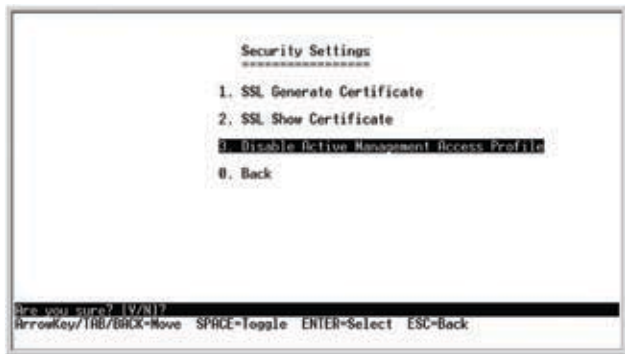 Security Settings
=================
1. SSL Generate Certificate
2. SSL Show Certificate
3. Disable Active Management Access Profile
0. Back
Are you sure? [Y/N]?
ArrowKey/TAB/BACK=Move SPACE=Toggle ENTER=Select ESC=Back